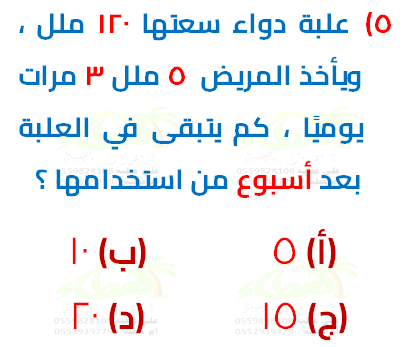 ٥) علبة دواء سعتها ١٢٠ ملل ،
ويأخذ المريض ٥ ملل ٣ مرات
يوميًا ، كم يتبقى في العلبة
بعد أسبوع من استخدامها ؟
(أ) ٥ (ب) ١٠
(ج) ١٥ (د) ٢٠